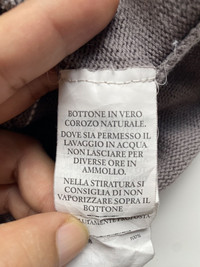 BOTTONE IN VERO
COROZO NATURALE.
DOVE SIA PERMESSO IL
LAVAGGIO IN ACQUA
NON LASCIARE PER
DIVERSE ORE IN
AMMOLLO.
NELLA STIRATURA SI
CONSIGLIA DI NON
VAPORIZZARE SOPRA IL
BOTTONE
100%